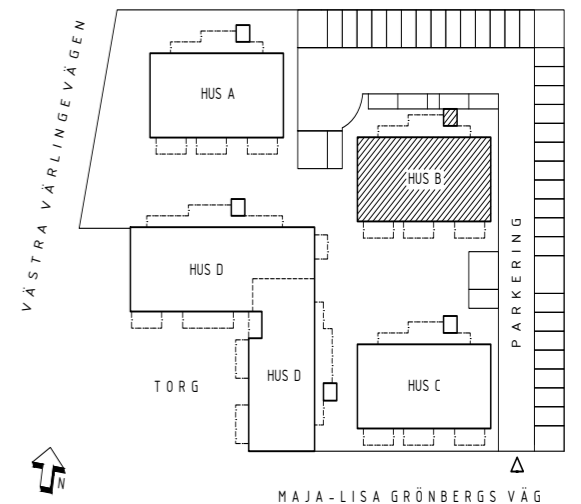 VÄSTRA VÄRLINGEVÄGEN
HUS A
HUS B
HUS D
PARKERING
TORG
HUS D
HUS C
N
MAJA-LISA GRÖNBERGS VÄG